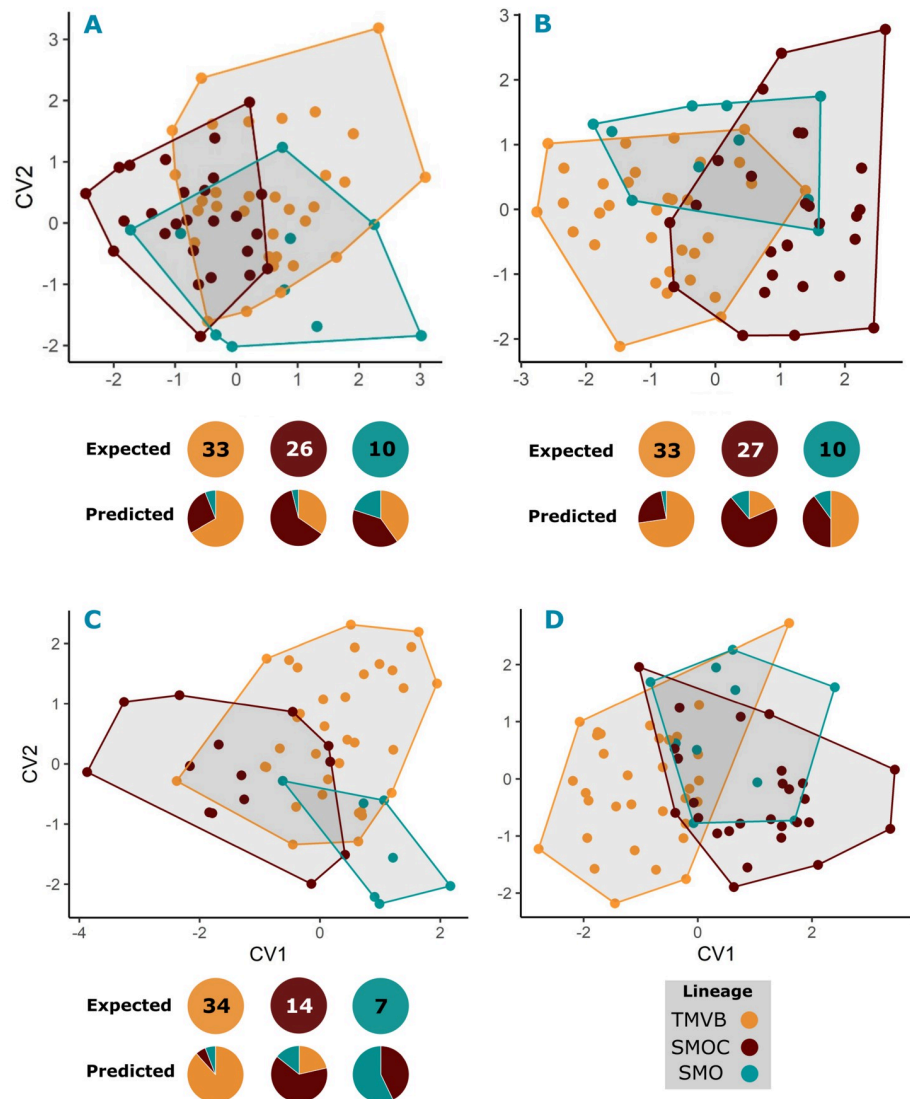 A
B
3
2
1
0
-1
-2
CV2
-2 -1 0 1 2 3
3
2
1
0
-1
-2
-3 -2 -1 0 1 2
Expected 33 26 10
Predicted
Expected 33 27 10
Predicted
C
D
2
1
0
-1
-2
CV2
-4 -2 0 2
CV1
2
1
0
-1
-2
-2 0 2
CV1
Expected 34 14 7
Predicted
Lineage
TMVB
SMOC
SMO